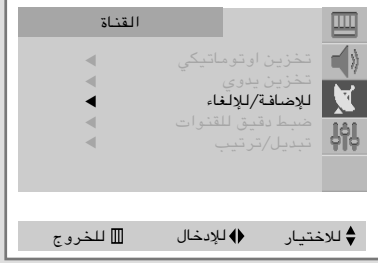 القناة
تخزين اوتوماتيكي
تخزين يدوي
للإضافة/للإلغاء
ضبط دقيق للقنوات
تبديل/ترتيب
للاختيار للإدخال للخروج